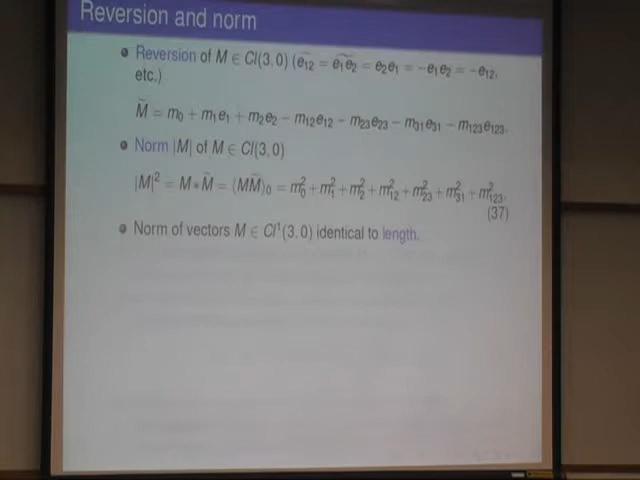 Reversion and norm
Reversion of M ∈ Cl(3, 0) (ẽ₁₂ = ẽ₁e₂ = e₂e₁ = −e₁e₂ = −e₁₂,
etc.)
M̃ = m₀ + m₁e₁ + m₂e₂ − m₁₂e₁₂ − m₂₃e₂₃ − m₃₁e₃₁ − m₁₂₃e₁₂₃.
Norm |M| of M ∈ Cl(3, 0)
|M|² = M ∗ M̃ = ⟨MM̃⟩₀ = m₀² + m₁² + m₂² + m₁₂² + m₂₃² + m₃₁² + m₁₂₃².
(37)
Norm of vectors M ∈ Cl¹(3, 0) identical to length.